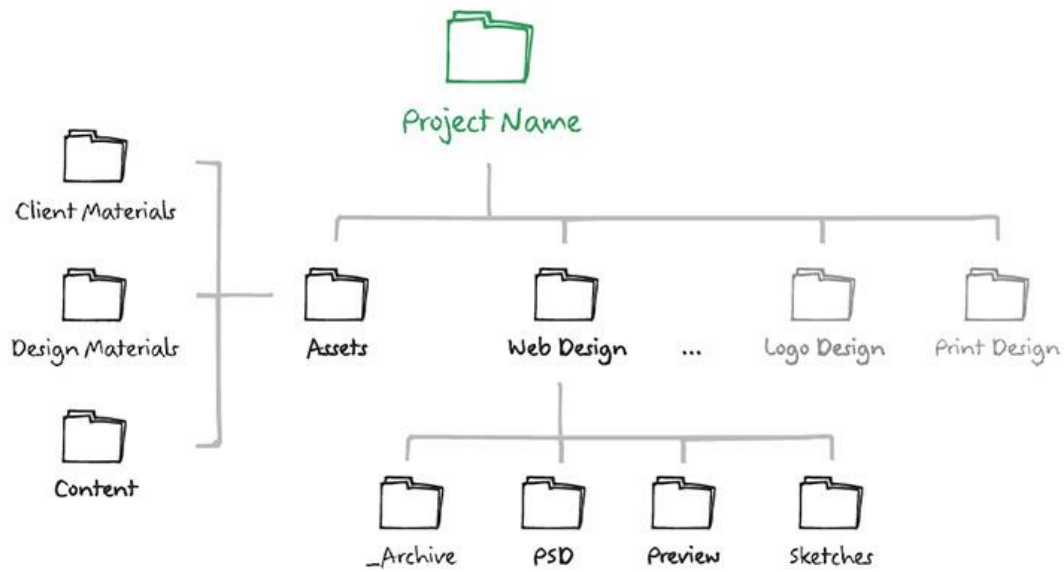 Project Name
Client Materials
Design Materials
Assets
Web Design
...
Logo Design
Print Design
Content
_Archive
PSD
Preview
Sketches